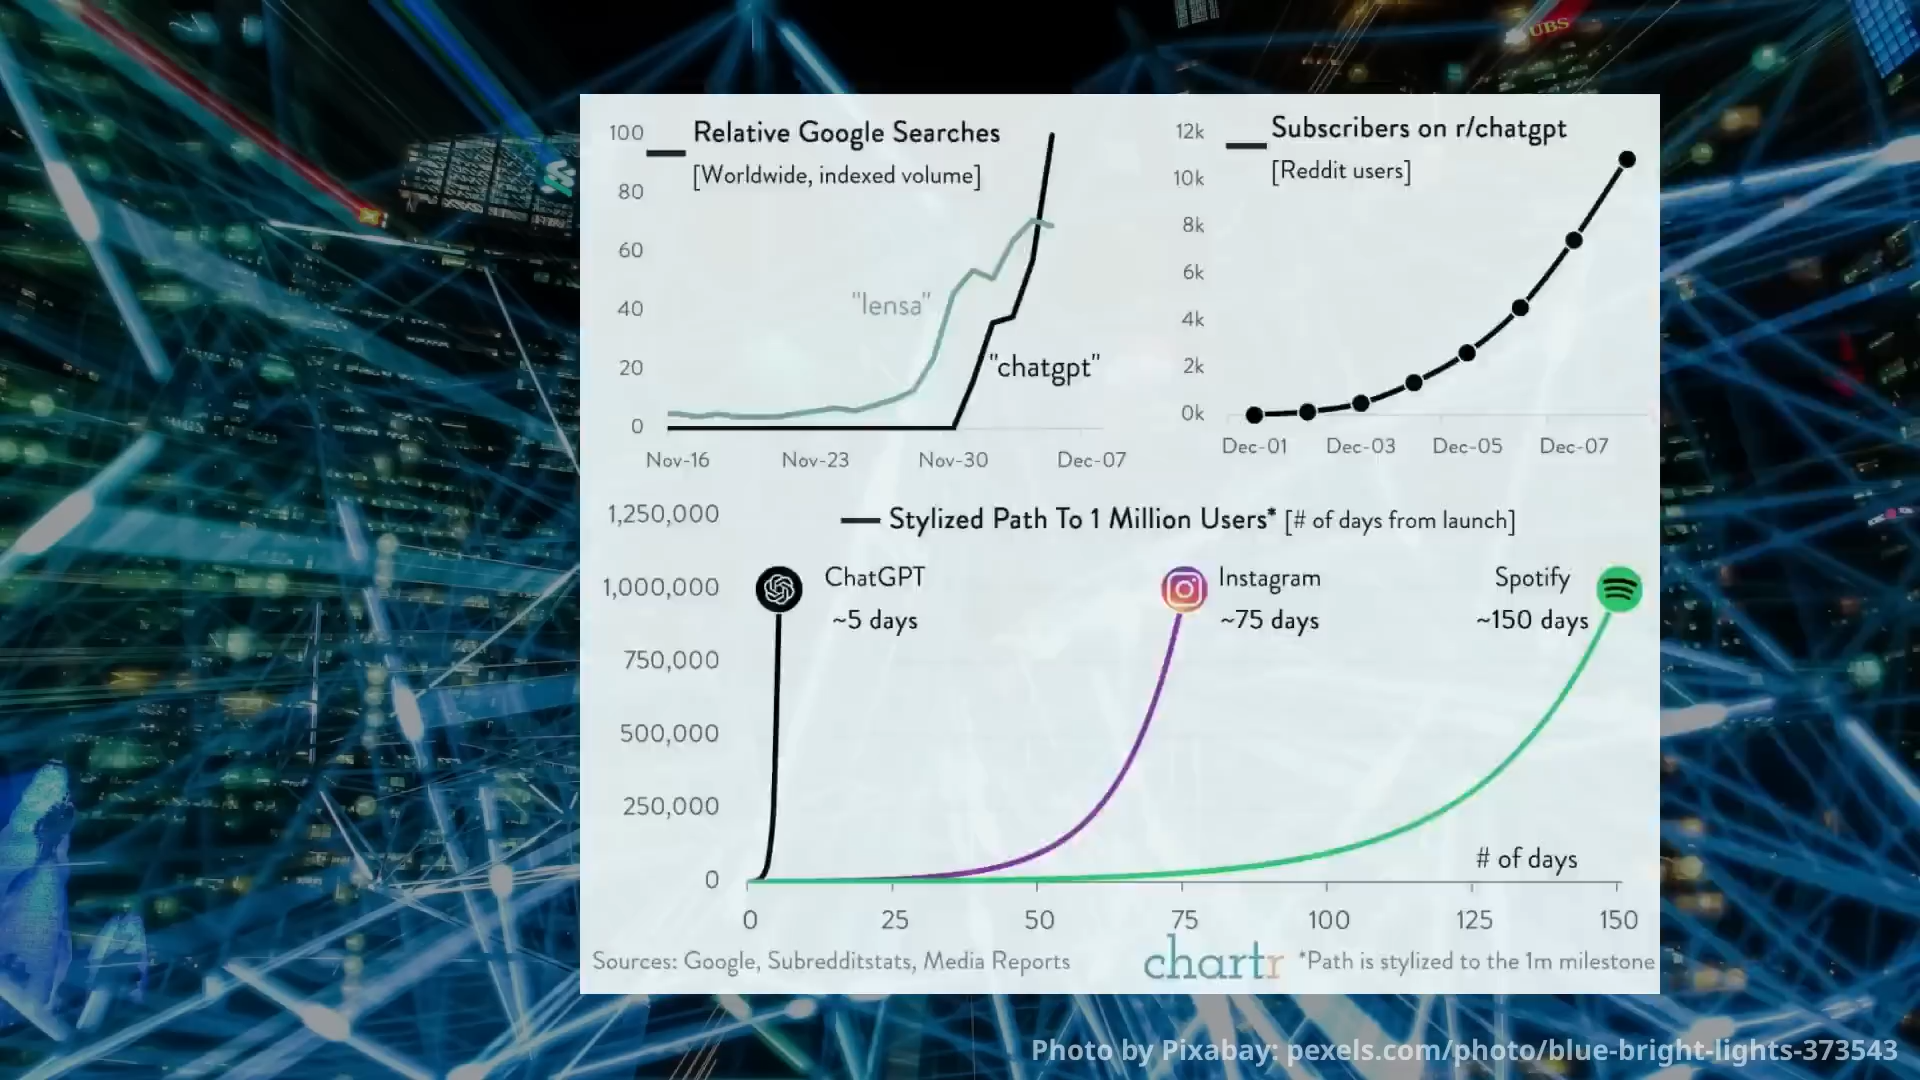 UBS
100
Relative Google Searches
[Worldwide, indexed volume]
80
60
40
20
0
"lensa"
"chatgpt"
Nov-16 Nov-23 Nov-30 Dec-07
12k
Subscribers on r/chatgpt
[Reddit users]
10k
8k
6k
4k
2k
0k
Dec-01 Dec-03 Dec-05 Dec-07
1,250,000
Stylized Path To 1 Million Users* [# of days from launch]
1,000,000
ChatGPT
~5 days
Instagram
~75 days
Spotify
~150 days
750,000
500,000
250,000
0
# of days
0 25 50 75 100 125 150
Sources: Google, Subredditstats, Media Reports
chartr
*Path is stylized to the 1m milestone
Photo by Pixabay: pexels.com/photo/blue-bright-lights-373543